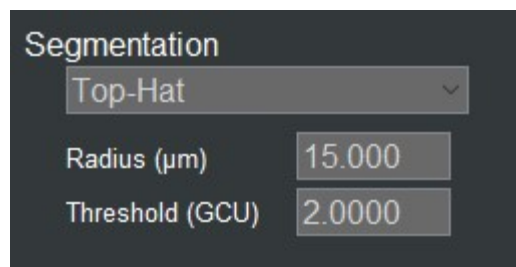 Segmentation
Top-Hat
Radius (µm) 15.000
Threshold (GCU) 2.0000